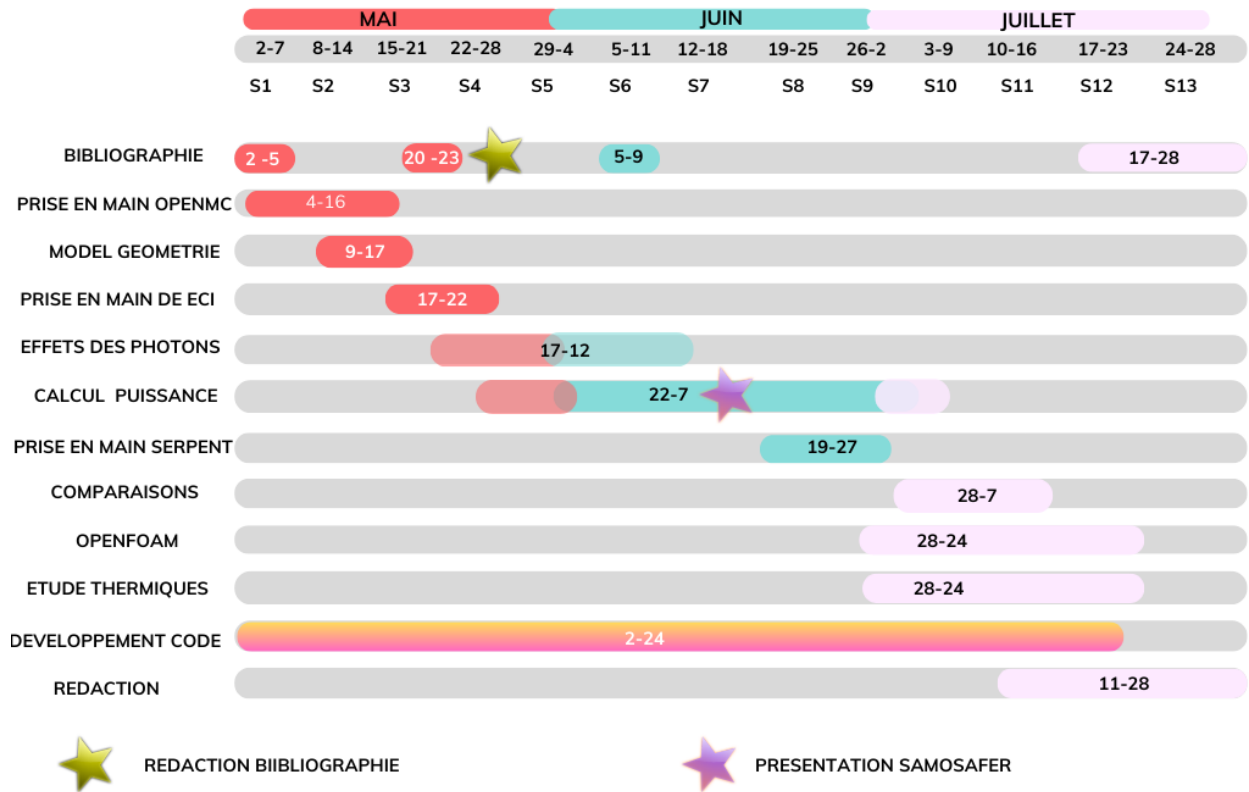 MAI JUIN JUILLET
2-7 8-14 15-21 22-28 29-4 5-11 12-18 19-25 26-2 3-9 10-16 17-23 24-28
S1 S2 S3 S4 S5 S6 S7 S8 S9 S10 S11 S12 S13
BIBLIOGRAPHIE 2 -5 20 -23 5-9 17-28
PRISE EN MAIN OPENMC 4-16
MODEL GEOMETRIE 9-17
PRISE EN MAIN DE ECI 17-22
EFFETS DES PHOTONS 17-12
CALCUL PUISSANCE 22-7
PRISE EN MAIN SERPENT 19-27
COMPARAISONS 28-7
OPENFOAM 28-24
ETUDE THERMIQUES 28-24
DEVELOPPEMENT CODE 2-24
REDACTION 11-28
REDACTION BIIBLIOGRAPHIE PRESENTATION SAMOSAFER